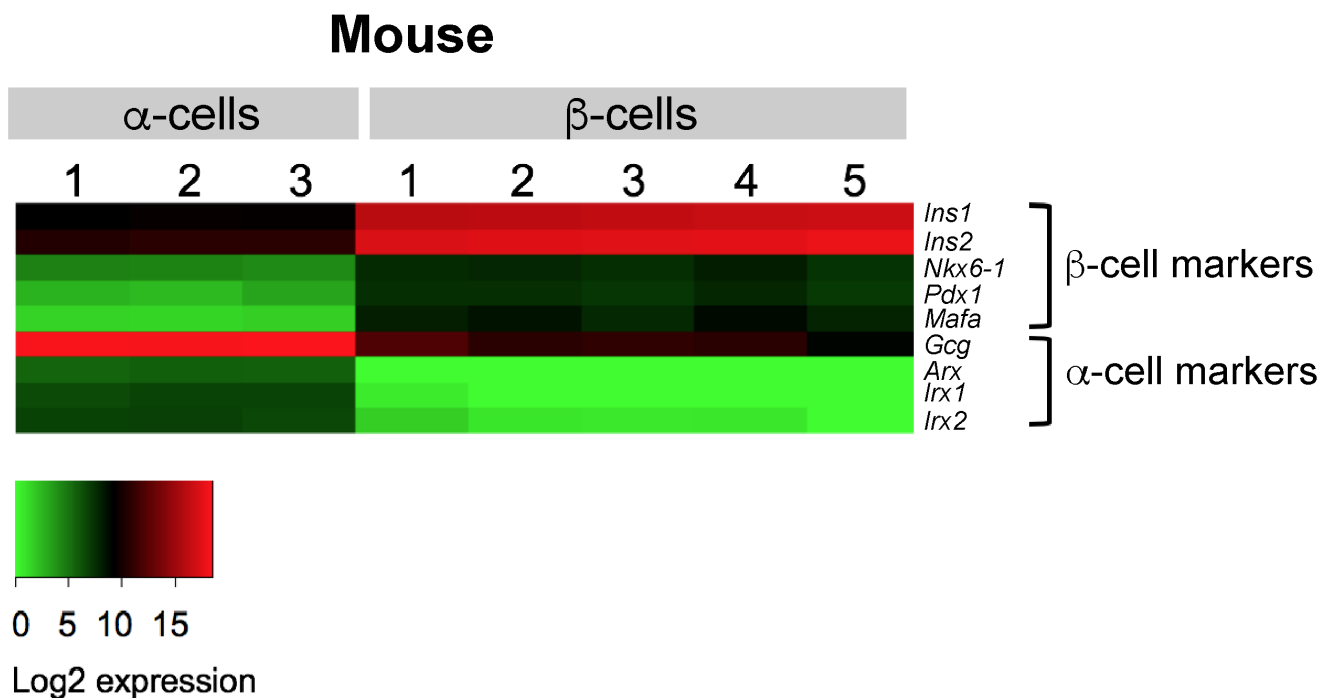 Mouse
α-cells β-cells
1 2 3 1 2 3 4 5
Ins1
Ins2
Nkx6-1
Pdx1
Mafa
β-cell markers
Gcg
Arx
Irx1
Irx2
α-cell markers
0 5 10 15
Log2 expression